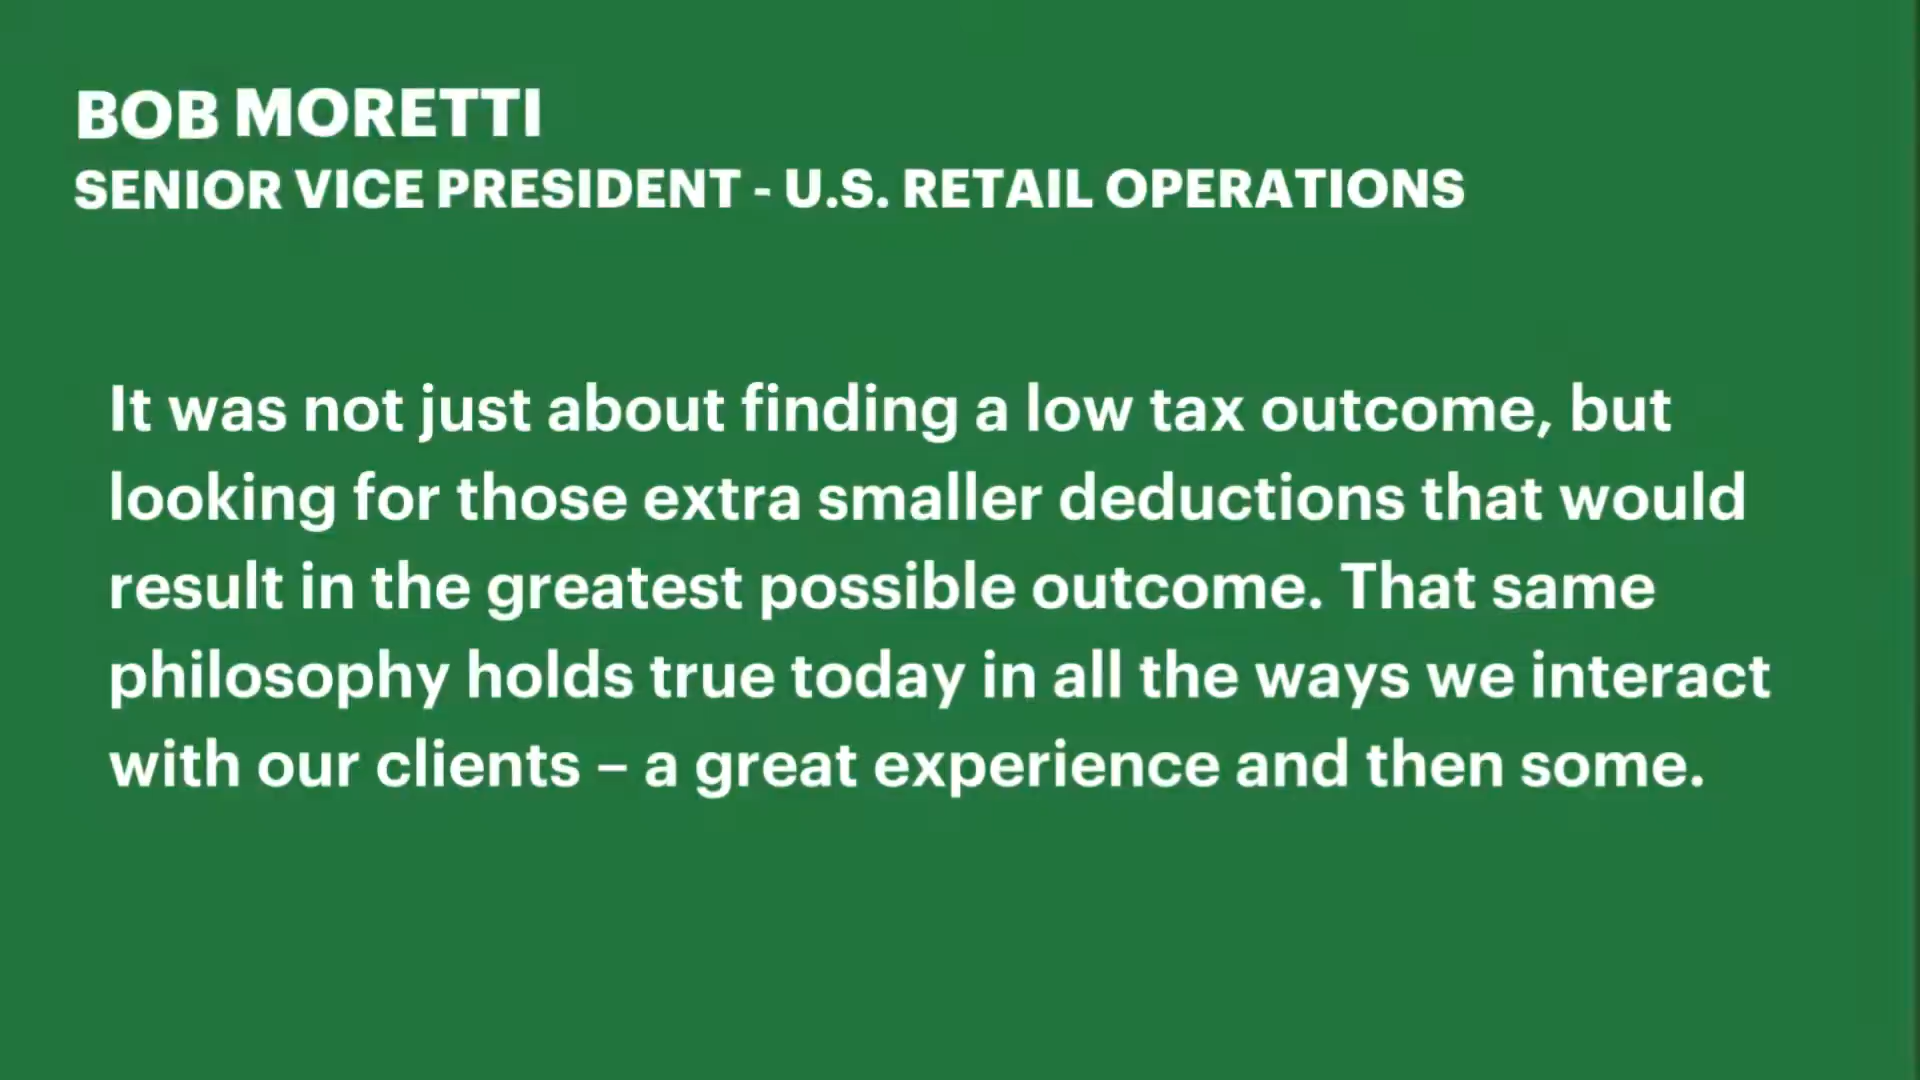 BOB MORETTI
SENIOR VICE PRESIDENT - U.S. RETAIL OPERATIONS
It was not just about finding a low tax outcome, but
looking for those extra smaller deductions that would
result in the greatest possible outcome. That same
philosophy holds true today in all the ways we interact
with our clients – a great experience and then some.